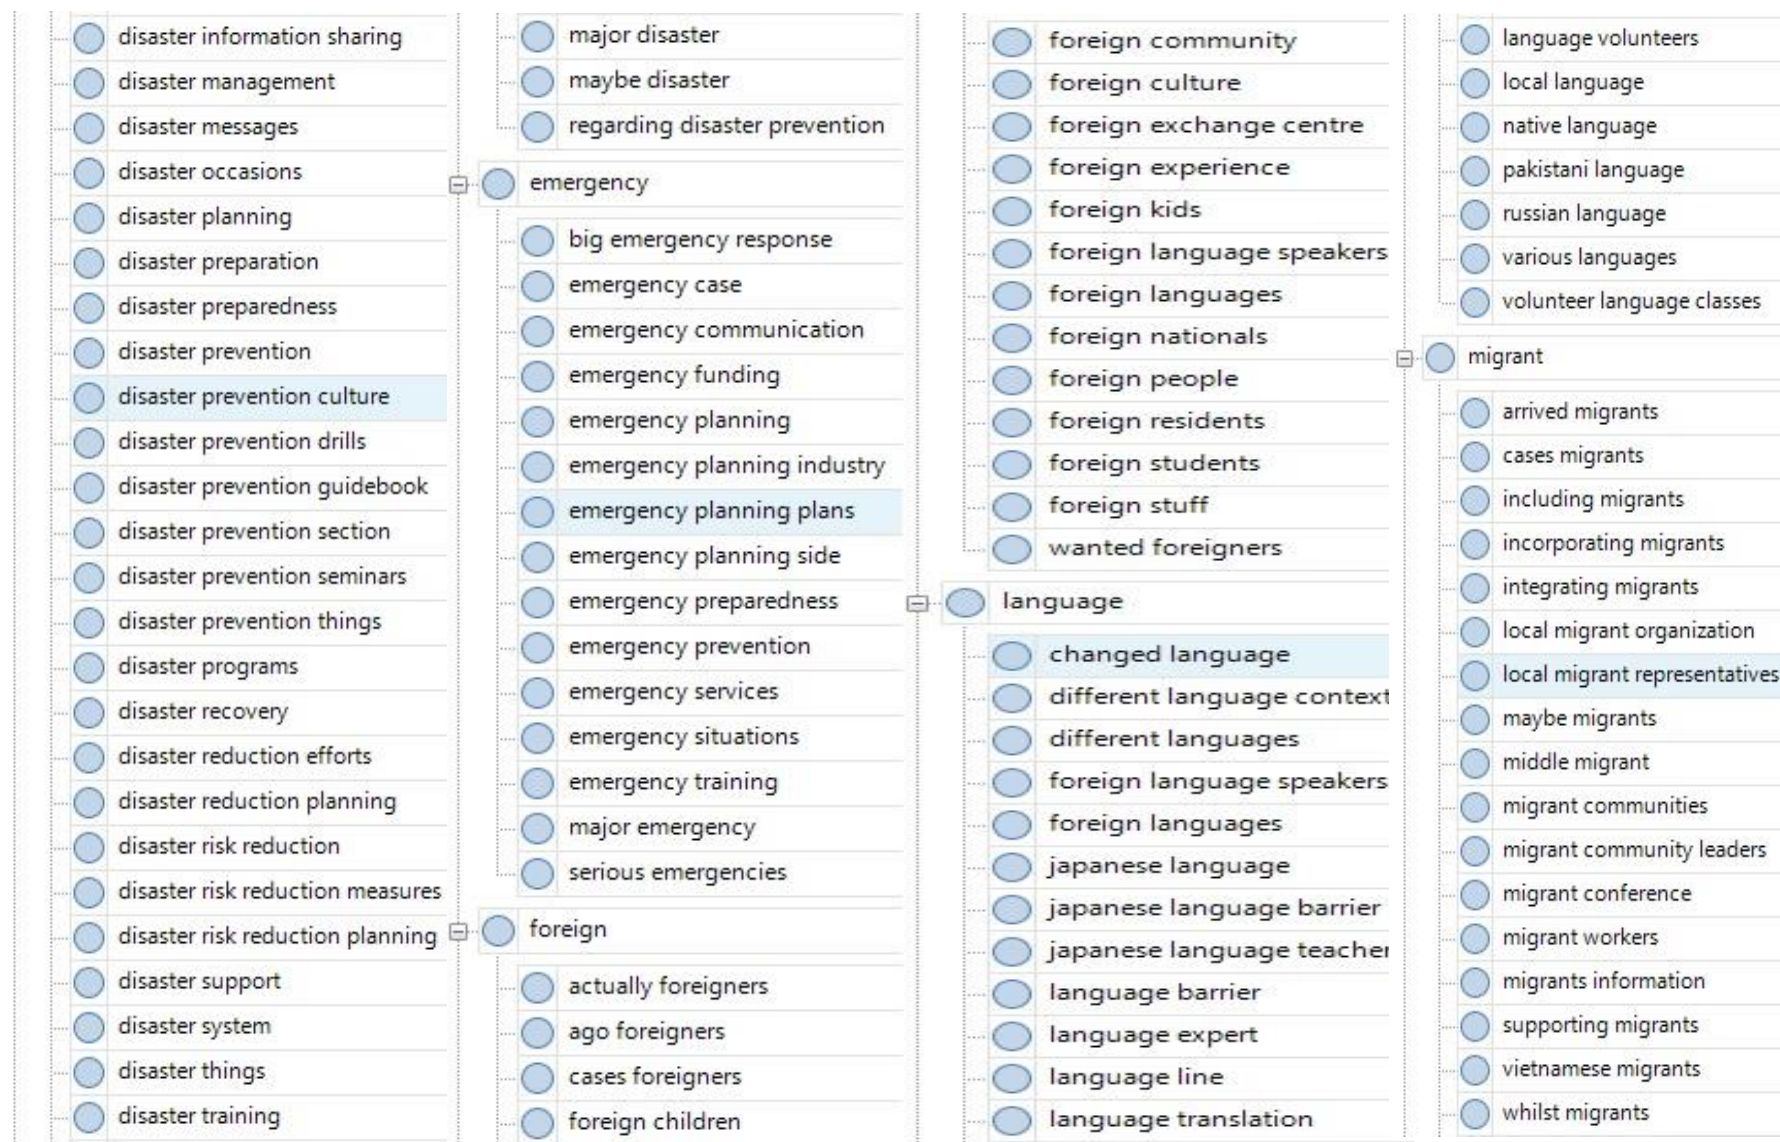 disaster information sharing
disaster management
disaster messages
disaster occasions
disaster planning
disaster preparation
disaster preparedness
disaster prevention
disaster prevention culture
disaster prevention drills
disaster prevention guidebook
disaster prevention section
disaster prevention seminars
disaster prevention things
disaster programs
disaster recovery
disaster reduction efforts
disaster reduction planning
disaster risk reduction
disaster risk reduction measures
disaster risk reduction planning
disaster support
disaster system
disaster things
disaster training
major disaster
maybe disaster
regarding disaster prevention
emergency
big emergency response
emergency case
emergency communication
emergency funding
emergency planning
emergency planning industry
emergency planning plans
emergency planning side
emergency preparedness
emergency prevention
emergency services
emergency situations
emergency training
major emergency
serious emergencies
foreign
actually foreigners
ago foreigners
cases foreigners
foreign children
foreign community
foreign culture
foreign exchange centre
foreign experience
foreign kids
foreign language speakers
foreign languages
foreign nationals
foreign people
foreign residents
foreign students
foreign stuff
wanted foreigners
language
changed language
different language context
different languages
foreign language speakers
foreign languages
japanese language
japanese language barrier
japanese language teacher
language barrier
language expert
language line
language translation
language volunteers
local language
native language
pakistani language
russian language
various languages
volunteer language classes
migrant
arrived migrants
cases migrants
including migrants
incorporating migrants
integrating migrants
local migrant organization
local migrant representatives
maybe migrants
middle migrant
migrant communities
migrant community leaders
migrant conference
migrant workers
migrants information
supporting migrants
vietnamese migrants
whilst migrants